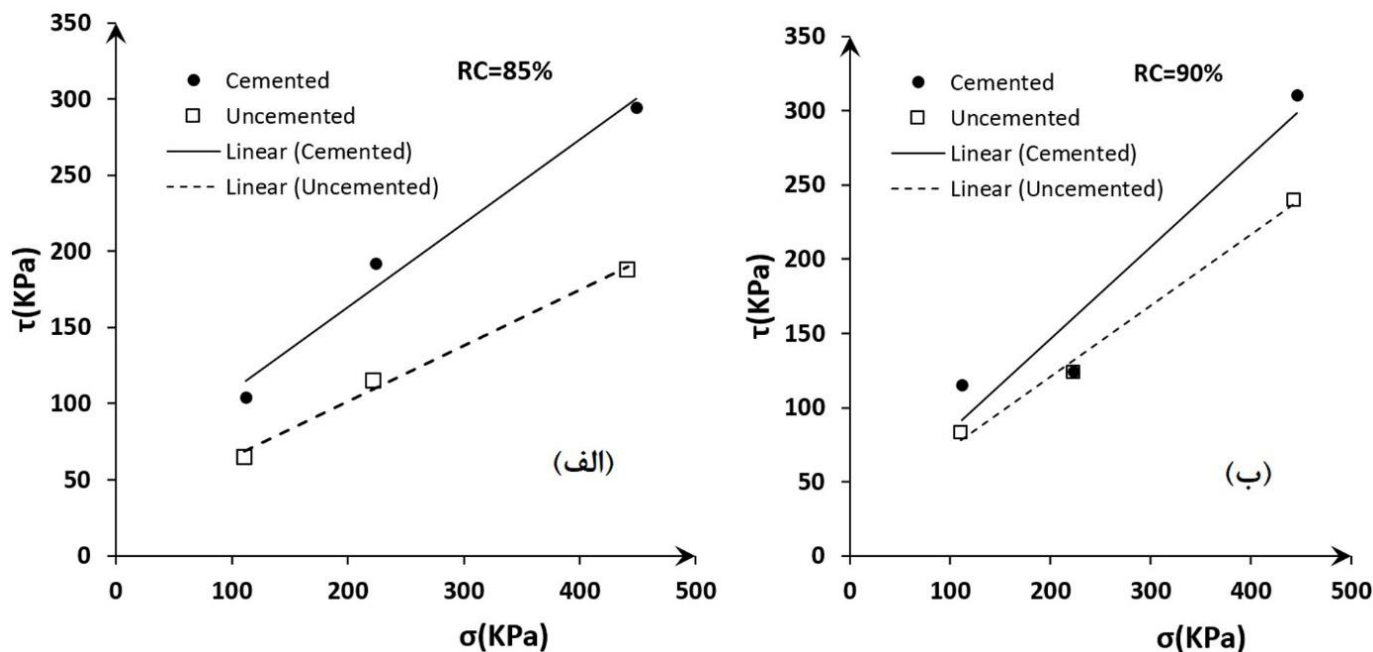 350
300
250
200
150
100
50
0
τ(KPa)
RC=85%
Cemented
Uncemented
Linear (Cemented)
Linear (Uncemented)
(الف)
0 100 200 300 400 500
σ(KPa)
350
300
250
200
150
100
50
0
τ(KPa)
RC=90%
Cemented
Uncemented
Linear (Cemented)
Linear (Uncemented)
(ب)
0 100 200 300 400 500
σ(KPa)